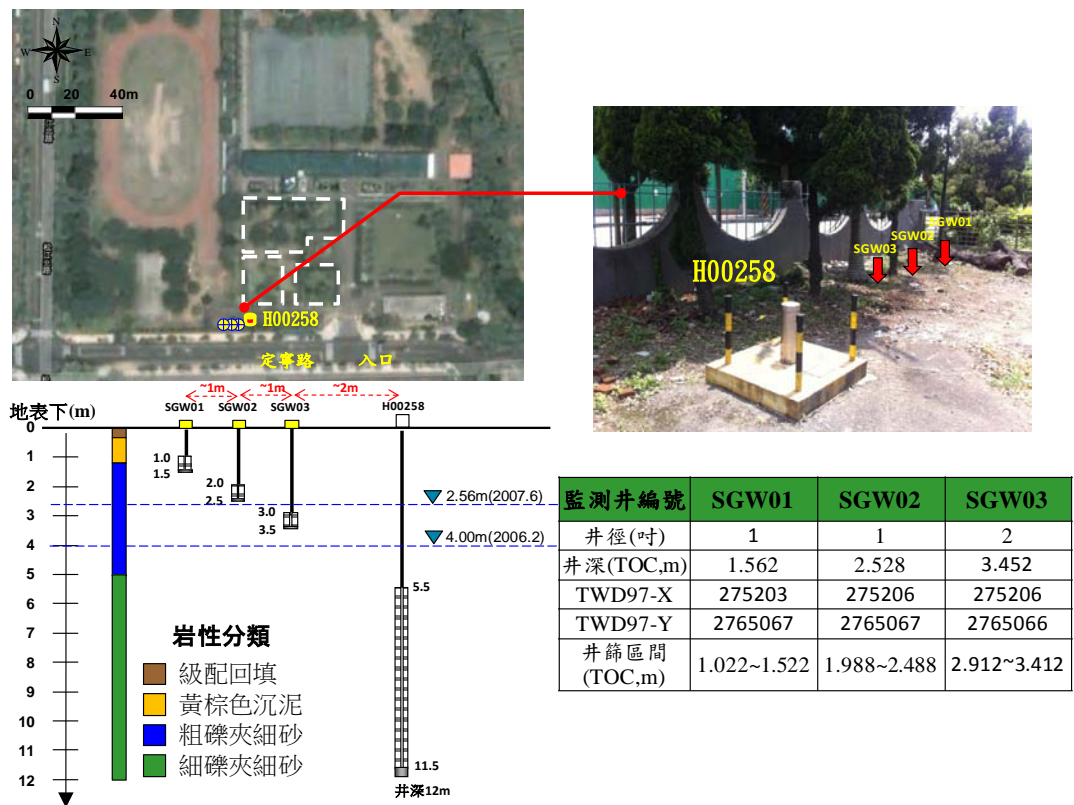 N
W E
S
0 20 40m
H00258
定寧路 入口
H00258
SGW03
SGW02
SGW01
~1m ~1m ~2m
地表下(m)
SGW01 SGW02 SGW03 H00258
0
1
2
3
4
5
6
7
8
9
10
11
12
1.0
1.5
2.0
2.5
3.0
3.5
2.56m(2007.6)
4.00m(2006.2)
5.5
11.5
井深12m
岩性分類
級配回填
黃棕色沉泥
粗礫夾細砂
細礫夾細砂
監測井編號 SGW01 SGW02 SGW03
井徑(吋) 1 1 2
井深(TOC,m) 1.562 2.528 3.452
TWD97-X 275203 275206 275206
TWD97-Y 2765067 2765067 2765066
井篩區間
(TOC,m) 1.022~1.522 1.988~2.488 2.912~3.412